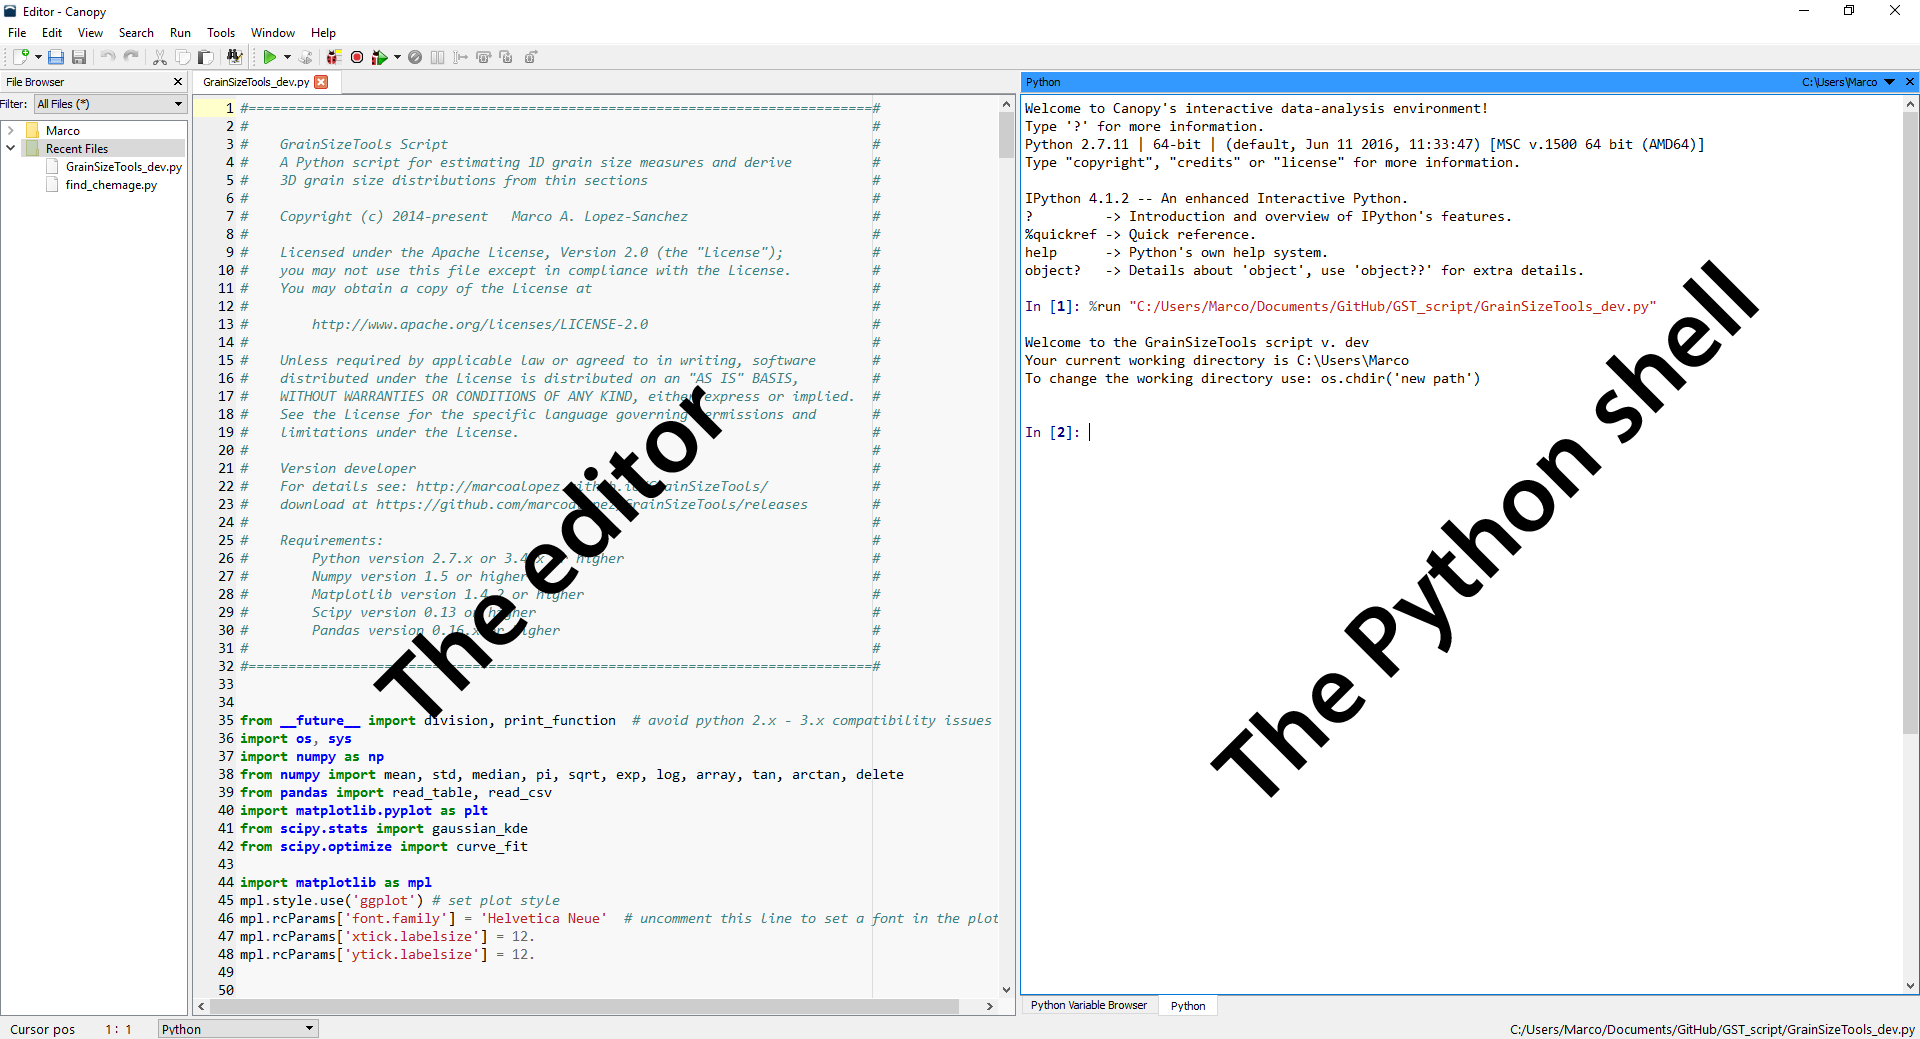 Editor - Canopy
File Edit View Search Run Tools Window Help
File Browser
Filter: All Files (*)
Marco
Recent Files
GrainSizeTools_dev.py
find_chemage.py
GrainSizeTools_dev.py
1 #==============================================================================#
2 # #
3 # GrainSizeTools Script #
4 # A Python script for estimating 1D grain size measures and derive #
5 # 3D grain size distributions from thin sections #
6 # #
7 # Copyright (c) 2014-present Marco A. Lopez-Sanchez #
8 # #
9 # Licensed under the Apache License, Version 2.0 (the "License"); #
10 # you may not use this file except in compliance with the License. #
11 # You may obtain a copy of the License at #
12 # #
13 # http://www.apache.org/licenses/LICENSE-2.0 #
14 # #
15 # Unless required by applicable law or agreed to in writing, software #
16 # distributed under the License is distributed on an "AS IS" BASIS, #
17 # WITHOUT WARRANTIES OR CONDITIONS OF ANY KIND, either express or implied. #
18 # See the License for the specific language governing permissions and #
19 # limitations under the License. #
20 # #
21 # Version developer #
22 # For details see: http://marcoalopez.github.io/GrainSizeTools/ #
23 # download at https://github.com/marcoalopez/GrainSizeTools/releases #
24 # #
25 # Requirements: #
26 # Python version 2.7.x or 3.4.x or higher #
27 # Numpy version 1.5 or higher #
28 # Matplotlib version 1.4.2 or higher #
29 # Scipy version 0.13 or higher #
30 # Pandas version 0.16.x or higher #
31 # #
32 #==============================================================================#
33
34
35 from __future__ import division, print_function # avoid python 2.x - 3.x compatibility issues
36 import os, sys
37 import numpy as np
38 from numpy import mean, std, median, pi, sqrt, exp, log, array, tan, arctan, delete
39 from pandas import read_table, read_csv
40 import matplotlib.pyplot as plt
41 from scipy.stats import gaussian_kde
42 from scipy.optimize import curve_fit
43
44 import matplotlib as mpl
45 mpl.style.use('ggplot') # set plot style
46 mpl.rcParams['font.family'] = 'Helvetica Neue' # uncomment this line to set a font in the plot
47 mpl.rcParams['xtick.labelsize'] = 12.
48 mpl.rcParams['ytick.labelsize'] = 12.
49
50
The editor
Python C:\Users\Marco
Welcome to Canopy's interactive data-analysis environment!
Type '?' for more information.
Python 2.7.11 | 64-bit | (default, Jun 11 2016, 11:33:47) [MSC v.1500 64 bit (AMD64)]
Type "copyright", "credits" or "license" for more information.
IPython 4.1.2 -- An enhanced Interactive Python.
? -> Introduction and overview of IPython's features.
%quickref -> Quick reference.
help -> Python's own help system.
object? -> Details about 'object', use 'object??' for extra details.
In [1]: %run "C:/Users/Marco/Documents/GitHub/GST_script/GrainSizeTools_dev.py"
Welcome to the GrainSizeTools script v. dev
Your current working directory is C:\Users\Marco
To change the working directory use: os.chdir('new path')
In [2]:
The Python shell
Python Variable Browser Python
Cursor pos 1 : 1 Python
C:/Users/Marco/Documents/GitHub/GST_script/GrainSizeTools_dev.py